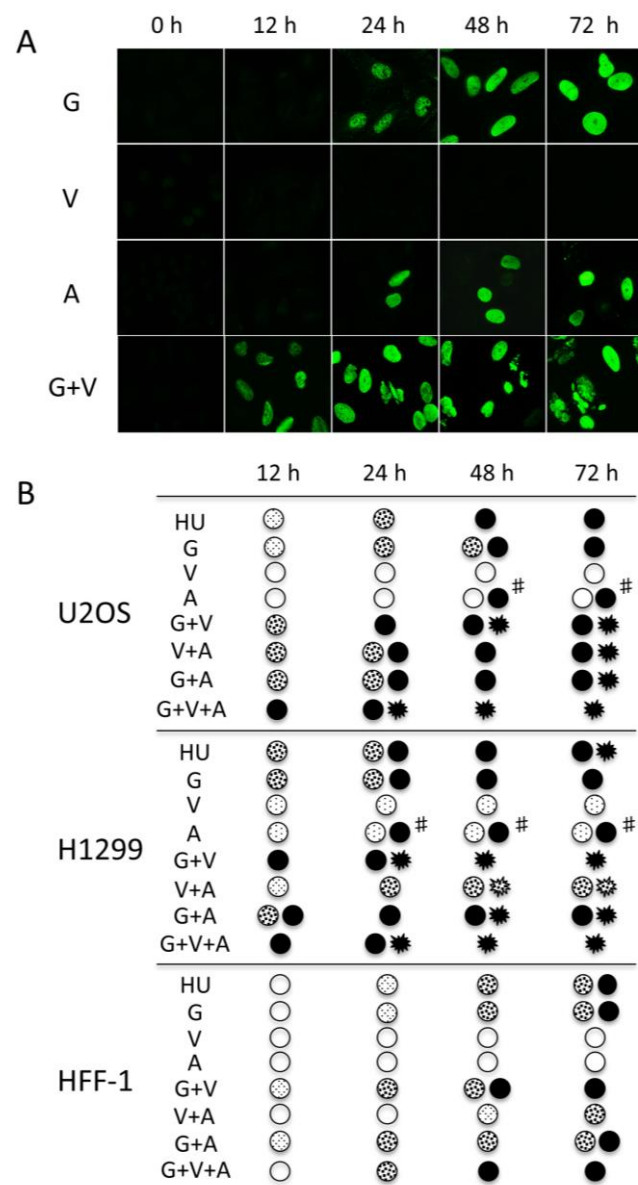 A
0 h 12 h 24 h 48 h 72 h
G
V
A
G+V
B
12 h 24 h 48 h 72 h
U2OS
HU
G
V
A # #
G+V
V+A
G+A
G+V+A
H1299
HU
G
V
A # # #
G+V
V+A
G+A
G+V+A
HFF-1
HU
G
V
A
G+V
V+A
G+A
G+V+A